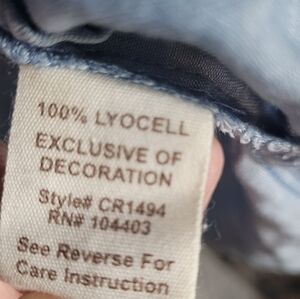 100% LYOCELL
EXCLUSIVE OF
DECORATION
Style# CR1494
RN# 104403
See Reverse For
Care Instruction